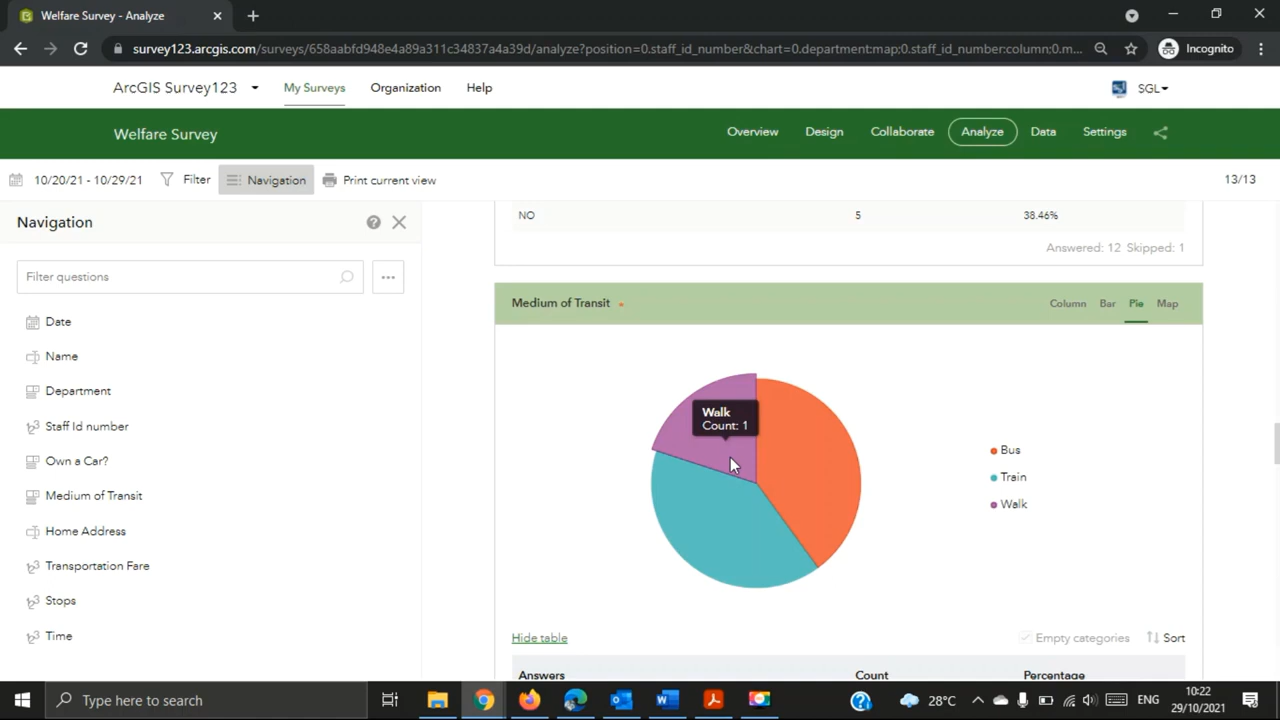 Welfare Survey - Analyze
survey123.arcgis.com/surveys/658aabfd948e4a89a311c34837a4a39d/analyze?position=0.staff_id_number&chart=0.department:map;0.staff_id_number:column;0.m...
Incognito
ArcGIS Survey123
My Surveys
Organization
Help
SGL
Welfare Survey
Overview
Design
Collaborate
Analyze
Data
Settings
10/20/21 - 10/29/21
Filter
Navigation
Print current view
13/13
Navigation
Filter questions
Date
Name
Department
Staff Id number
Own a Car?
Medium of Transit
Home Address
Transportation Fare
Stops
Time
NO 5 38.46%
Answered: 12 Skipped: 1
Medium of Transit
Column
Bar
Pie
Map
Walk
Count: 1
Bus
Train
Walk
Hide table
Empty categories
Sort
Answers Count Percentage
Type here to search
28°C
ENG
10:22
29/10/2021